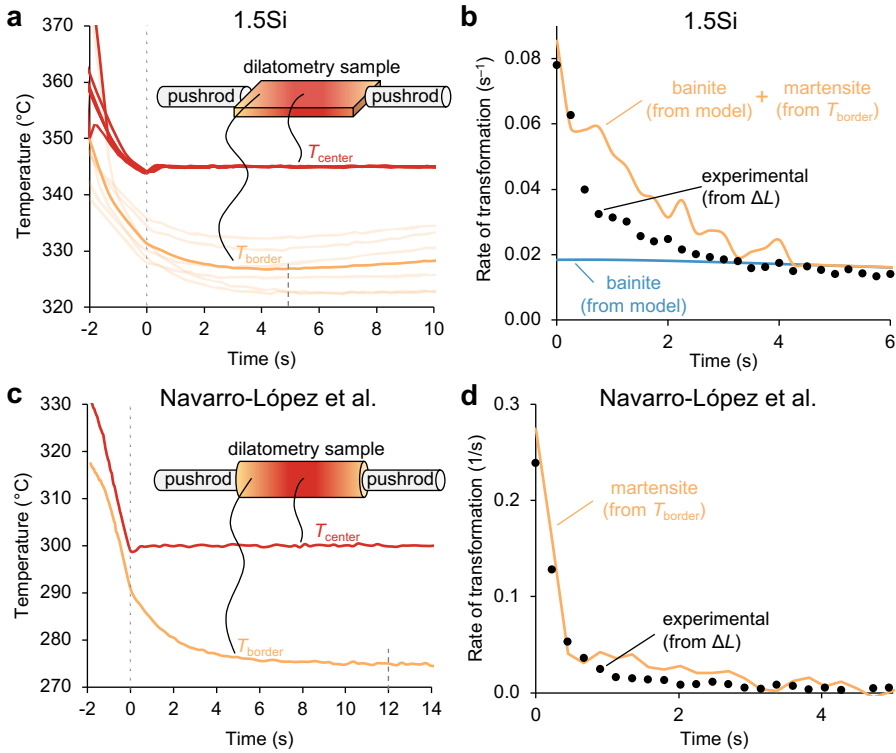 a
1.5Si
370
360
350
340
330
320
Temperature (°C)
-2
0
2
4
6
8
10
Time (s)
dilatometry sample
pushrod
pushrod
T_center
T_border
b
1.5Si
0.08
0.06
0.04
0.02
0.00
Rate of transformation (s⁻¹)
0
2
4
6
Time (s)
bainite + martensite
(from model) (from T_border)
experimental
(from ΔL)
bainite
(from model)
c
Navarro-López et al.
330
320
310
300
290
280
270
Temperature (°C)
-2
0
2
4
6
8
10
12
14
Time (s)
dilatometry sample
pushrod
pushrod
T_center
T_border
d
Navarro-López et al.
0.3
0.2
0.1
0.0
Rate of transformation (1/s)
0
2
4
Time (s)
martensite
(from T_border)
experimental
(from ΔL)